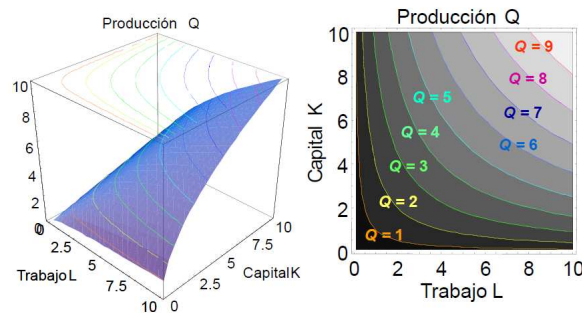 Producción Q
10
8
6
4
2
0
0
2.5
5
7.5
10
Trabajo L
0
2.5
5
7.5
10
Capital K
Producción Q
Capital K
10
8
6
4
2
0
Q = 9
Q = 8
Q = 7
Q = 6
Q = 5
Q = 4
Q = 3
Q = 2
Q = 1
0 2 4 6 8 10
Trabajo L